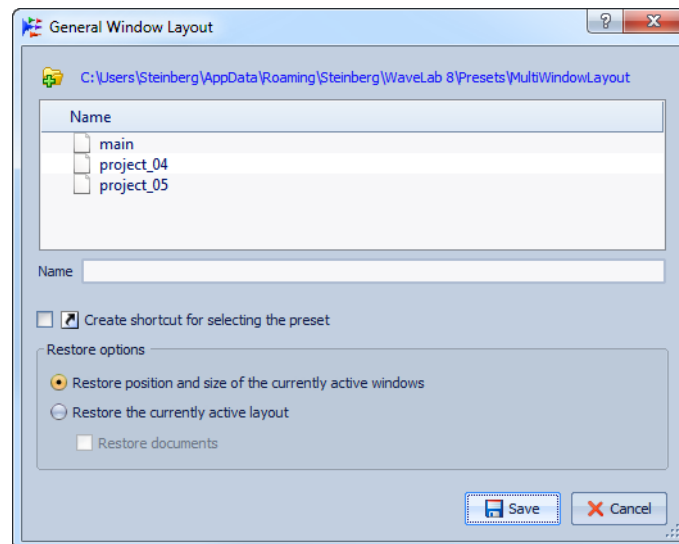 General Window Layout
C:\Users\Steinberg\AppData\Roaming\Steinberg\WaveLab 8\Presets\MultiWindowLayout
Name
main
project_04
project_05
Name
Create shortcut for selecting the preset
Restore options
Restore position and size of the currently active windows
Restore the currently active layout
Restore documents
Save
Cancel